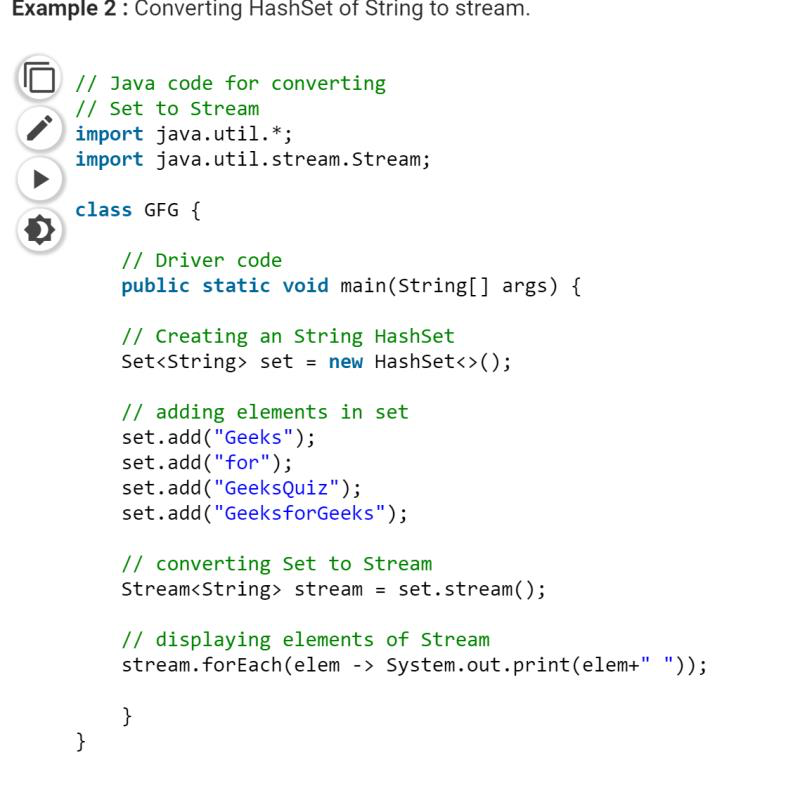 Example 2 : Converting HashSet of String to stream.
// Java code for converting
// Set to Stream
import java.util.*;
import java.util.stream.Stream;
class GFG {
// Driver code
public static void main(String[] args) {
// Creating an String HashSet
Set<String> set = new HashSet<>();
// adding elements in set
set.add("Geeks");
set.add("for");
set.add("GeeksQuiz");
set.add("GeeksforGeeks");
// converting Set to Stream
Stream<String> stream = set.stream();
// displaying elements of Stream
stream.forEach(elem -> System.out.print(elem+" "));
}
}